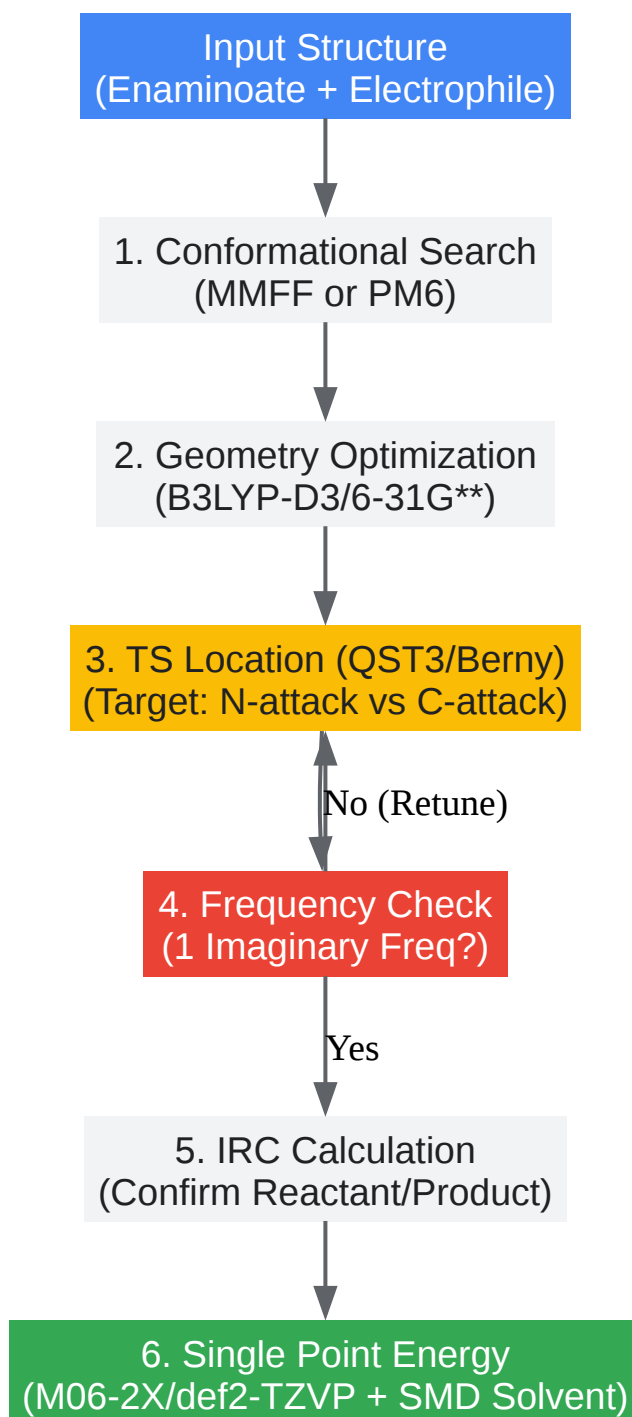 Input Structure
(Enaminoate + Electrophile)
1. Conformational Search
(MMFF or PM6)
2. Geometry Optimization
(B3LYP-D3/6-31G**)
3. TS Location (QST3/Berny)
(Target: N-attack vs C-attack)
No (Retune)
4. Frequency Check
(1 Imaginary Freq?)
Yes
5. IRC Calculation
(Confirm Reactant/Product)
6. Single Point Energy
(M06-2X/def2-TZVP + SMD Solvent)